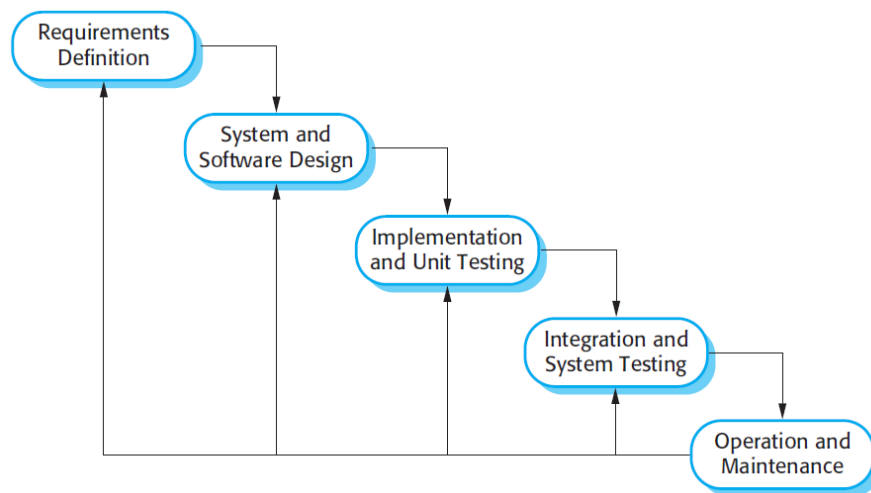 Requirements
Definition
System and
Software Design
Implementation
and Unit Testing
Integration and
System Testing
Operation and
Maintenance